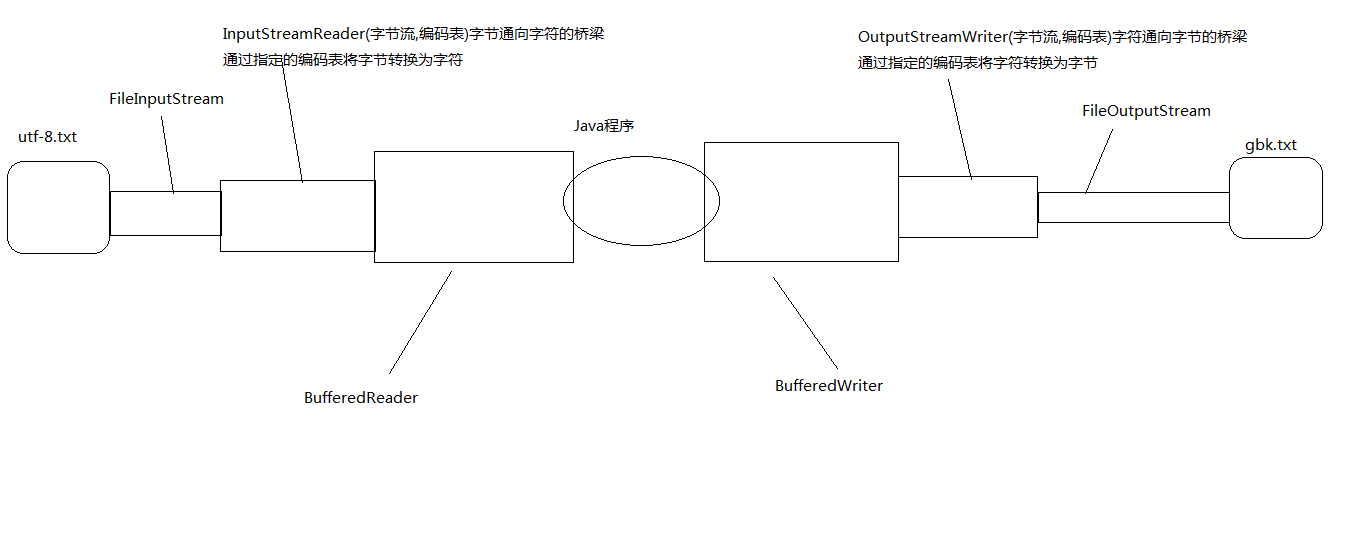 InputStreamReader(字节流,编码表)字节通向字符的桥梁
通过指定的编码表将字节转换为字符
OutputStreamWriter(字节流,编码表)字符通向字节的桥梁
通过指定的编码表将字符转换为字节
FileInputStream
FileOutputStream
utf-8.txt
Java程序
gbk.txt
BufferedReader
BufferedWriter